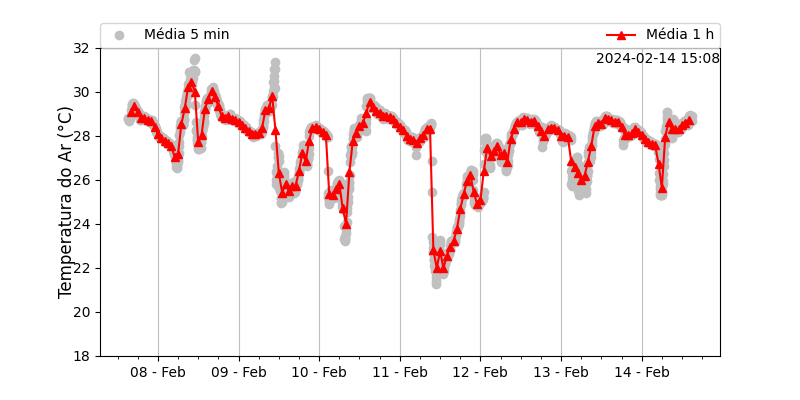 Média 5 min
Média 1 h
2024-02-14 15:08
Temperatura do Ar (°C)
32
30
28
26
24
22
20
18
08 - Feb
09 - Feb
10 - Feb
11 - Feb
12 - Feb
13 - Feb
14 - Feb